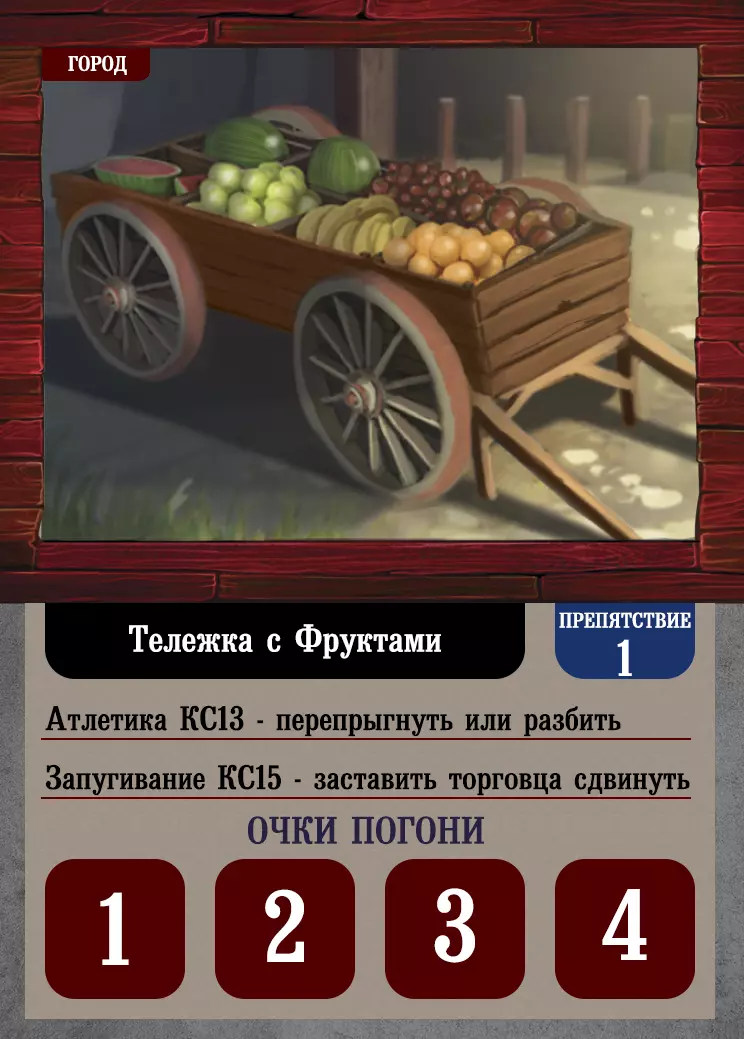 ГОРОД
Тележка с Фруктами
ПРЕПЯТСТВИЕ
1
Атлетика КС13 - перепрыгнуть или разбить
Запугивание КС15 - заставить торговца сдвинуть
ОЧКИ ПОГОНИ
1 2 3 4